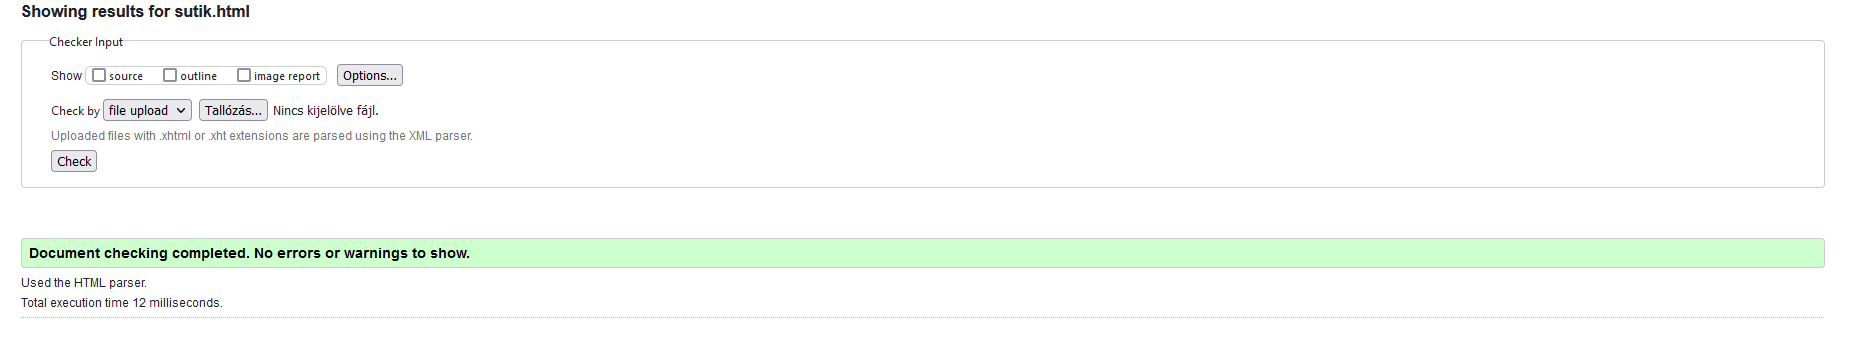 Showing results for sutik.html
Checker Input
Show source outline image report Options...
Check by file upload Tallózás... Nincs kijelölve fájl.
Uploaded files with .xhtml or .xht extensions are parsed using the XML parser.
Check
Document checking completed. No errors or warnings to show.
Used the HTML parser.
Total execution time 12 milliseconds.